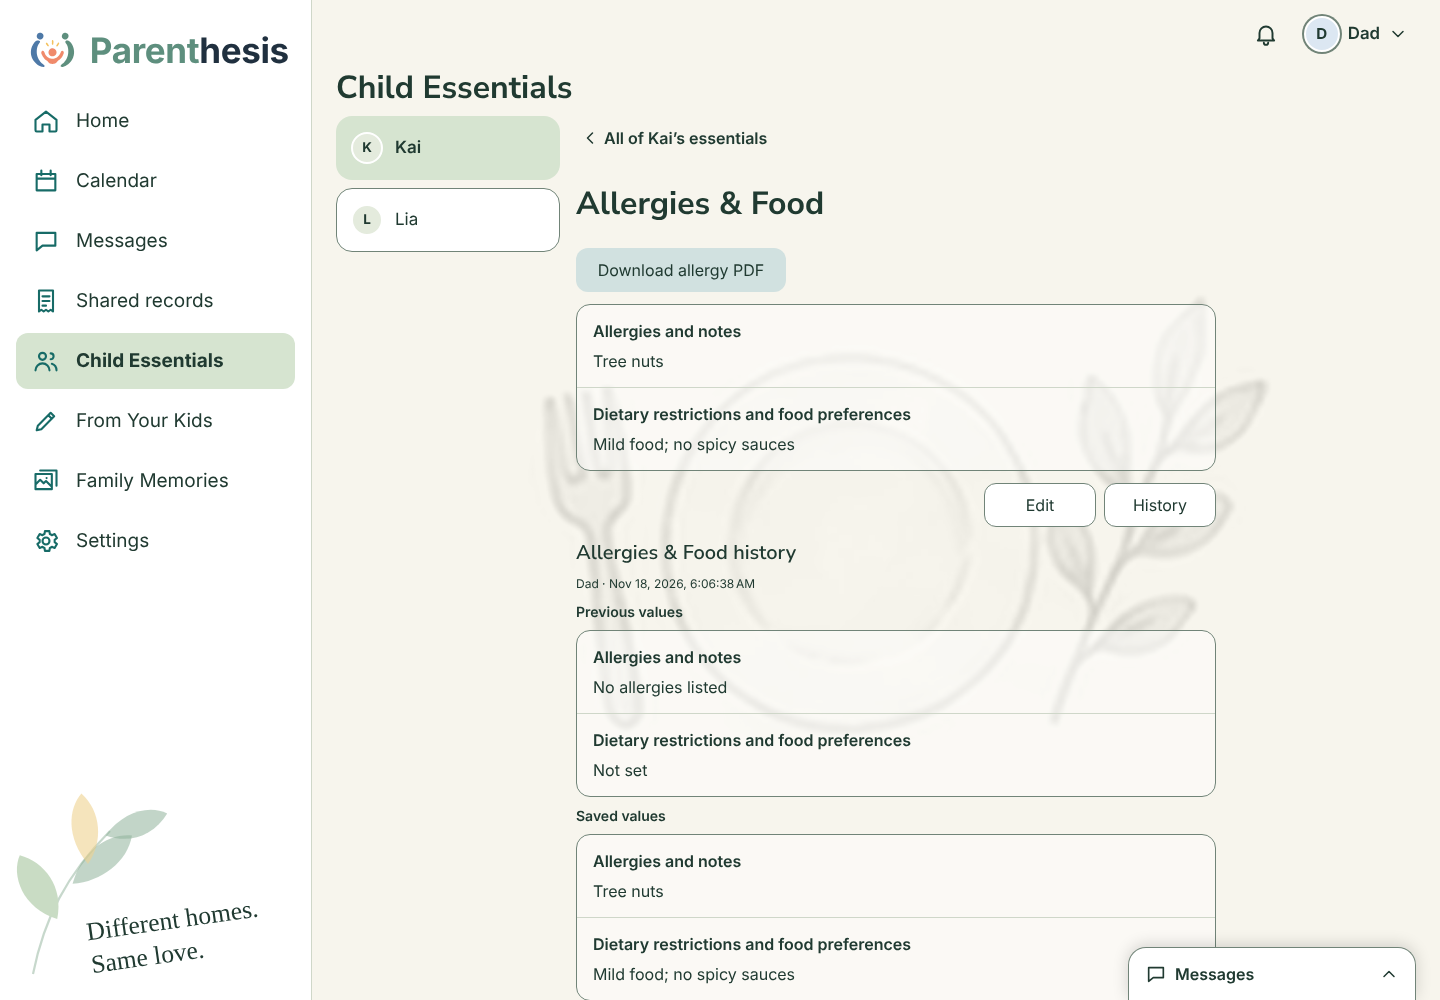 Parenthesis
Home
Calendar
Messages
Shared records
Child Essentials
From Your Kids
Family Memories
Settings
Different homes.
Same love.
D Dad
Child Essentials
K Kai
L Lia
All of Kai’s essentials
Allergies & Food
Download allergy PDF
Allergies and notes
Tree nuts
Dietary restrictions and food preferences
Mild food; no spicy sauces
Edit History
Allergies & Food history
Dad · Nov 18, 2026, 6:06:38 AM
Previous values
Allergies and notes
No allergies listed
Dietary restrictions and food preferences
Not set
Saved values
Allergies and notes
Tree nuts
Dietary restrictions and food preferences
Mild food; no spicy sauces
Messages